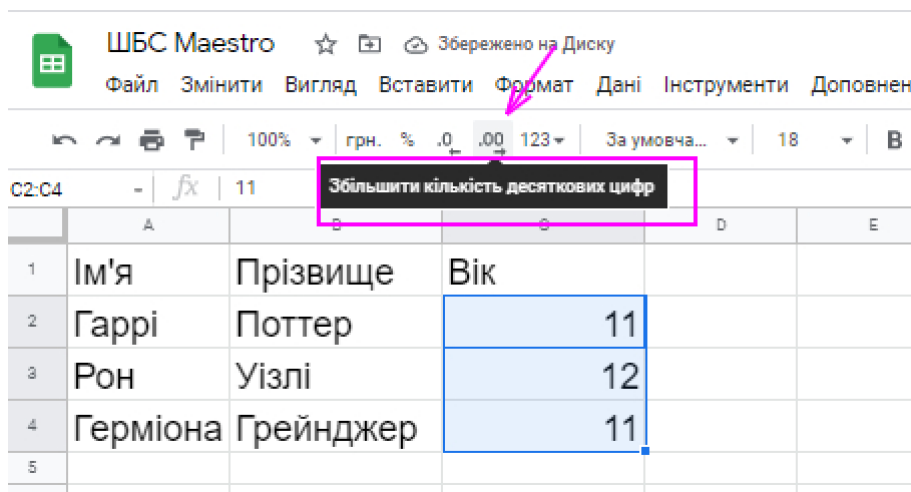 ШБС Maestro Збережено на Диску
Файл Змінити Вигляд Вставити Формат Дані Інструменти Доповнен
100% грн. % .0 .00 123 За умовча... 18 B
C2:C4 fx 11 Збільшити кількість десяткових цифр
A B C D E
1 Ім'я Прізвище Вік
2 Гаррі Поттер 11
3 Рон Уізлі 12
4 Герміона Грейнджер 11
5